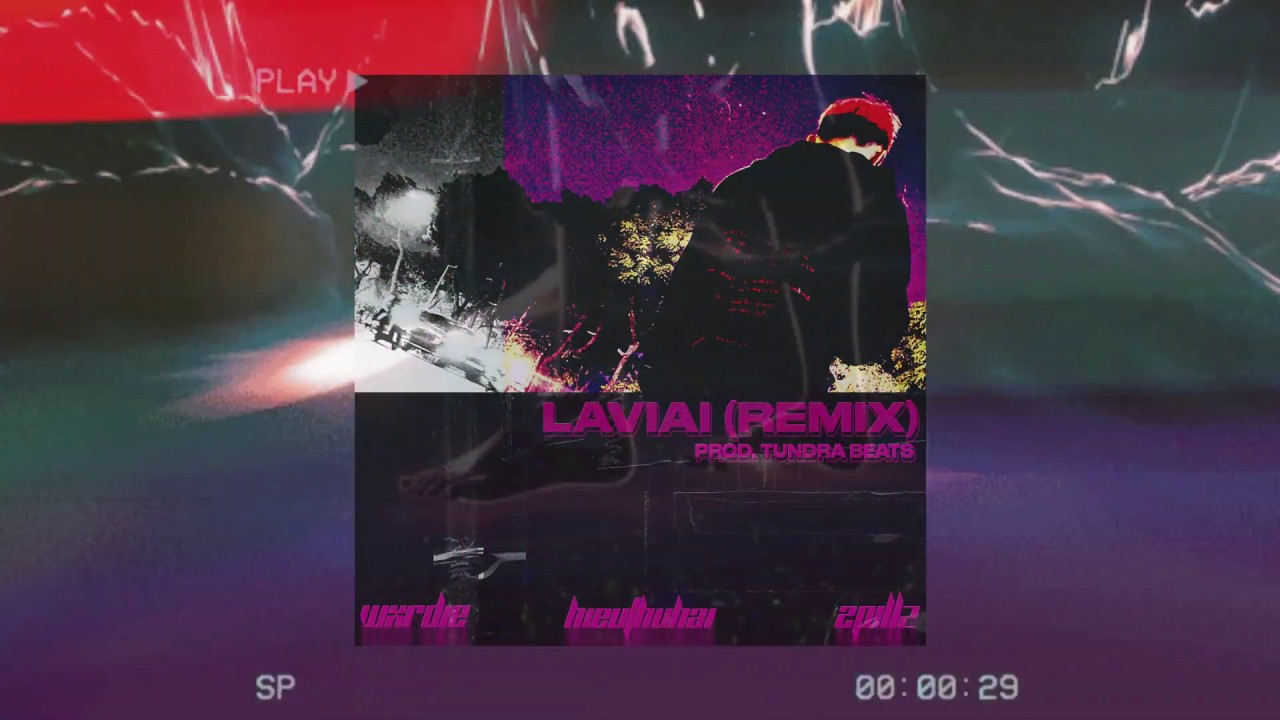 PLAY
LAVIAI (REMIX)
PROD. TUNDRA BEATS
wxrdie
hieuthuhai
2pillz
SP
00:00:29